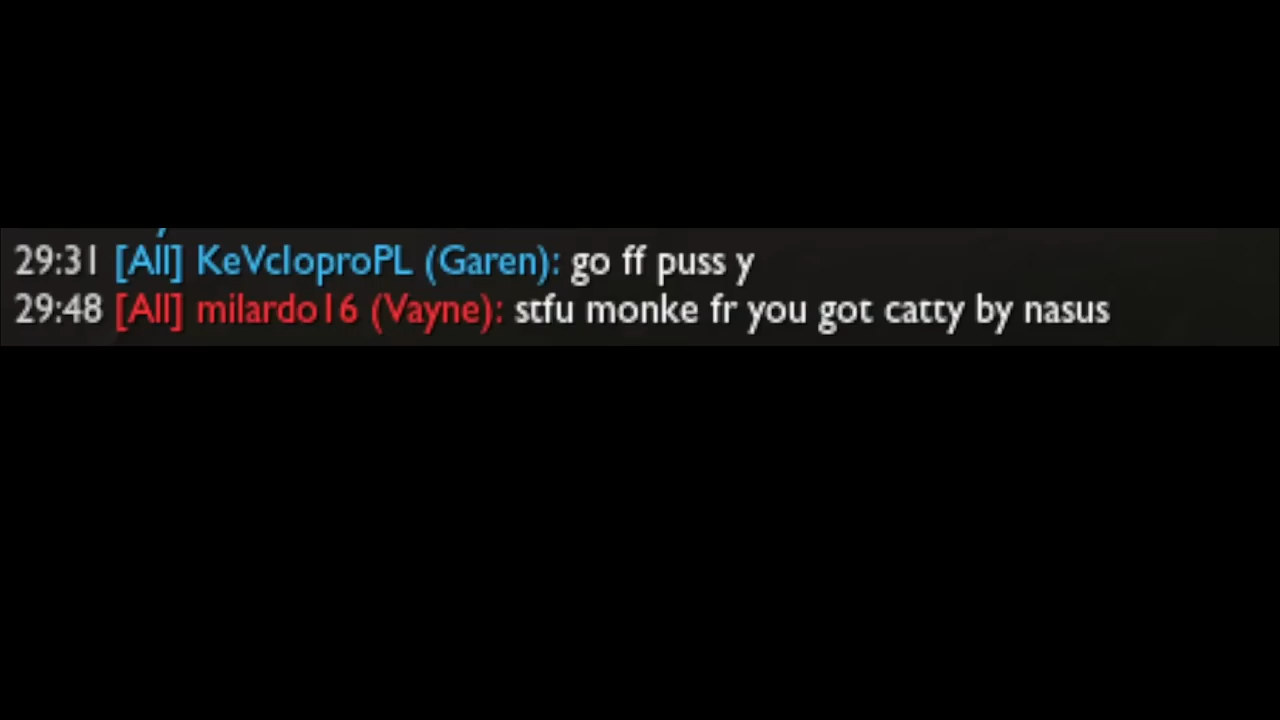 29:31 [All] KeVcloproPL (Garen): go ff puss y
29:48 [All] milardo16 (Vayne): stfu monke fr you got catty by nasus